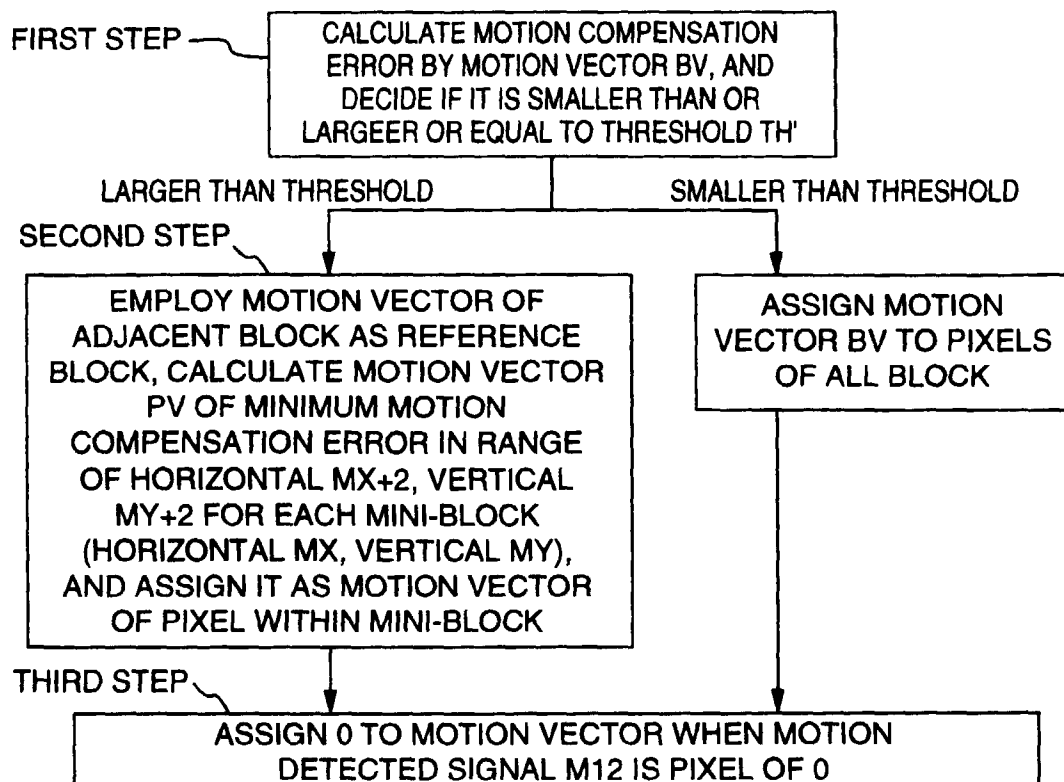 FIRST STEP
CALCULATE MOTION COMPENSATION
ERROR BY MOTION VECTOR BV, AND
DECIDE IF IT IS SMALLER THAN OR
LARGEER OR EQUAL TO THRESHOLD TH'
LARGER THAN THRESHOLD
SMALLER THAN THRESHOLD
SECOND STEP
EMPLOY MOTION VECTOR OF
ADJACENT BLOCK AS REFERENCE
BLOCK, CALCULATE MOTION VECTOR
PV OF MINIMUM MOTION
COMPENSATION ERROR IN RANGE
OF HORIZONTAL MX+2, VERTICAL
MY+2 FOR EACH MINI-BLOCK
(HORIZONTAL MX, VERTICAL MY),
AND ASSIGN IT AS MOTION VECTOR
OF PIXEL WITHIN MINI-BLOCK
ASSIGN MOTION
VECTOR BV TO PIXELS
OF ALL BLOCK
THIRD STEP
ASSIGN 0 TO MOTION VECTOR WHEN MOTION
DETECTED SIGNAL M12 IS PIXEL OF 0